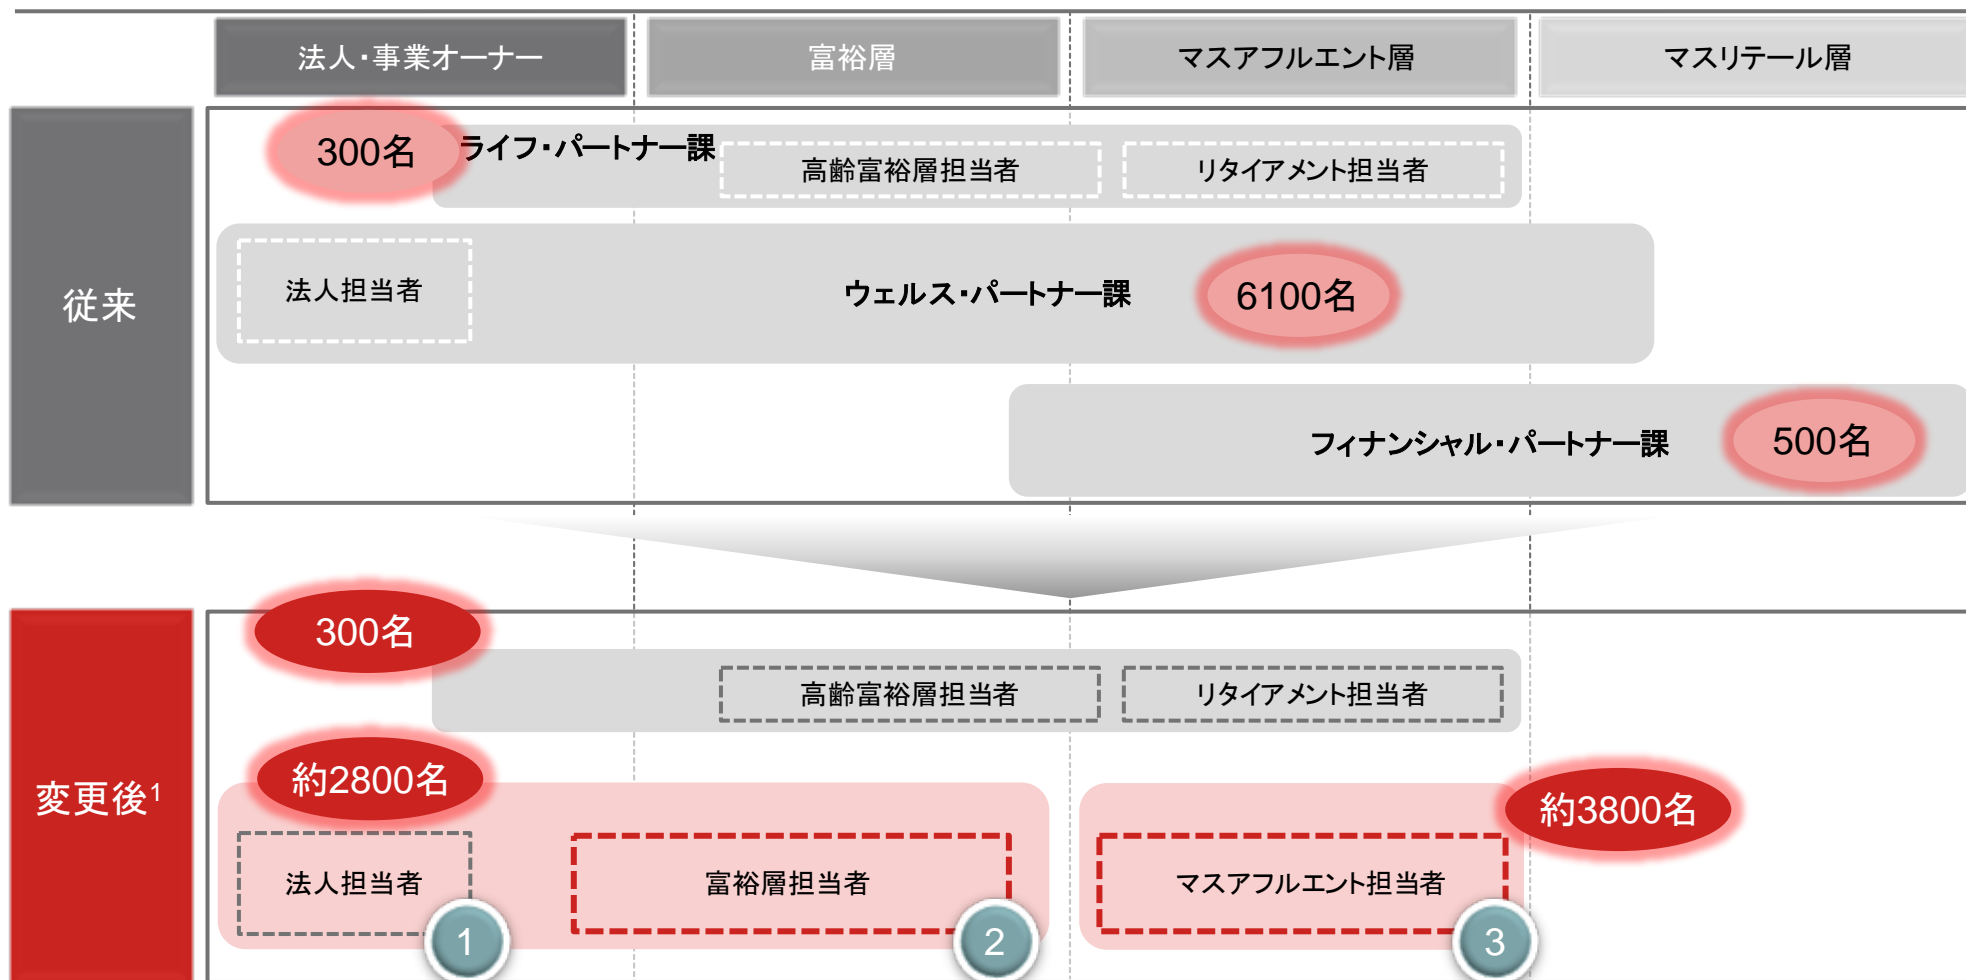 法人・事業オーナー
富裕層
マスアフルエント層
マスリテール層
従来
300名
ライフ・パートナー課
高齢富裕層担当者
リタイアメント担当者
法人担当者
ウェルス・パートナー課
6100名
フィナンシャル・パートナー課
500名
変更後1
300名
高齢富裕層担当者
リタイアメント担当者
約2800名
約3800名
法人担当者
富裕層担当者
マスアフルエント担当者
1
2
3